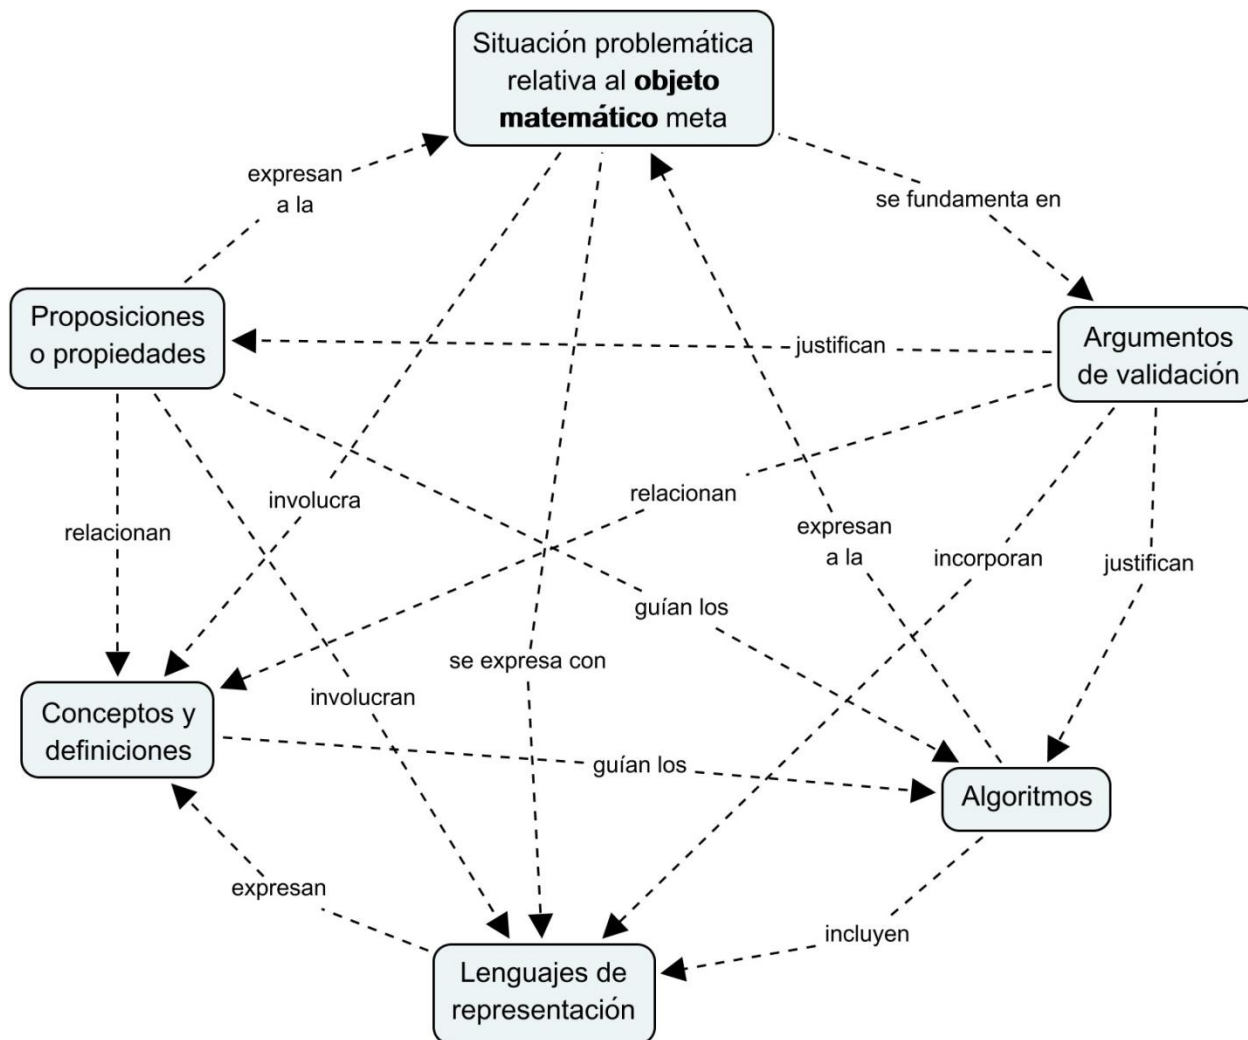 Situación problemática
relativa al objeto
matemático meta
expresan
a la
se fundamenta en
Proposiciones
o propiedades
justifican
Argumentos
de validación
relacionan
involucra
relacionan
expresan
a la
incorporan
justifican
guían los
se expresa con
involucran
Conceptos y
definiciones
guían los
Algoritmos
expresan
incluyen
Lenguajes de
representación